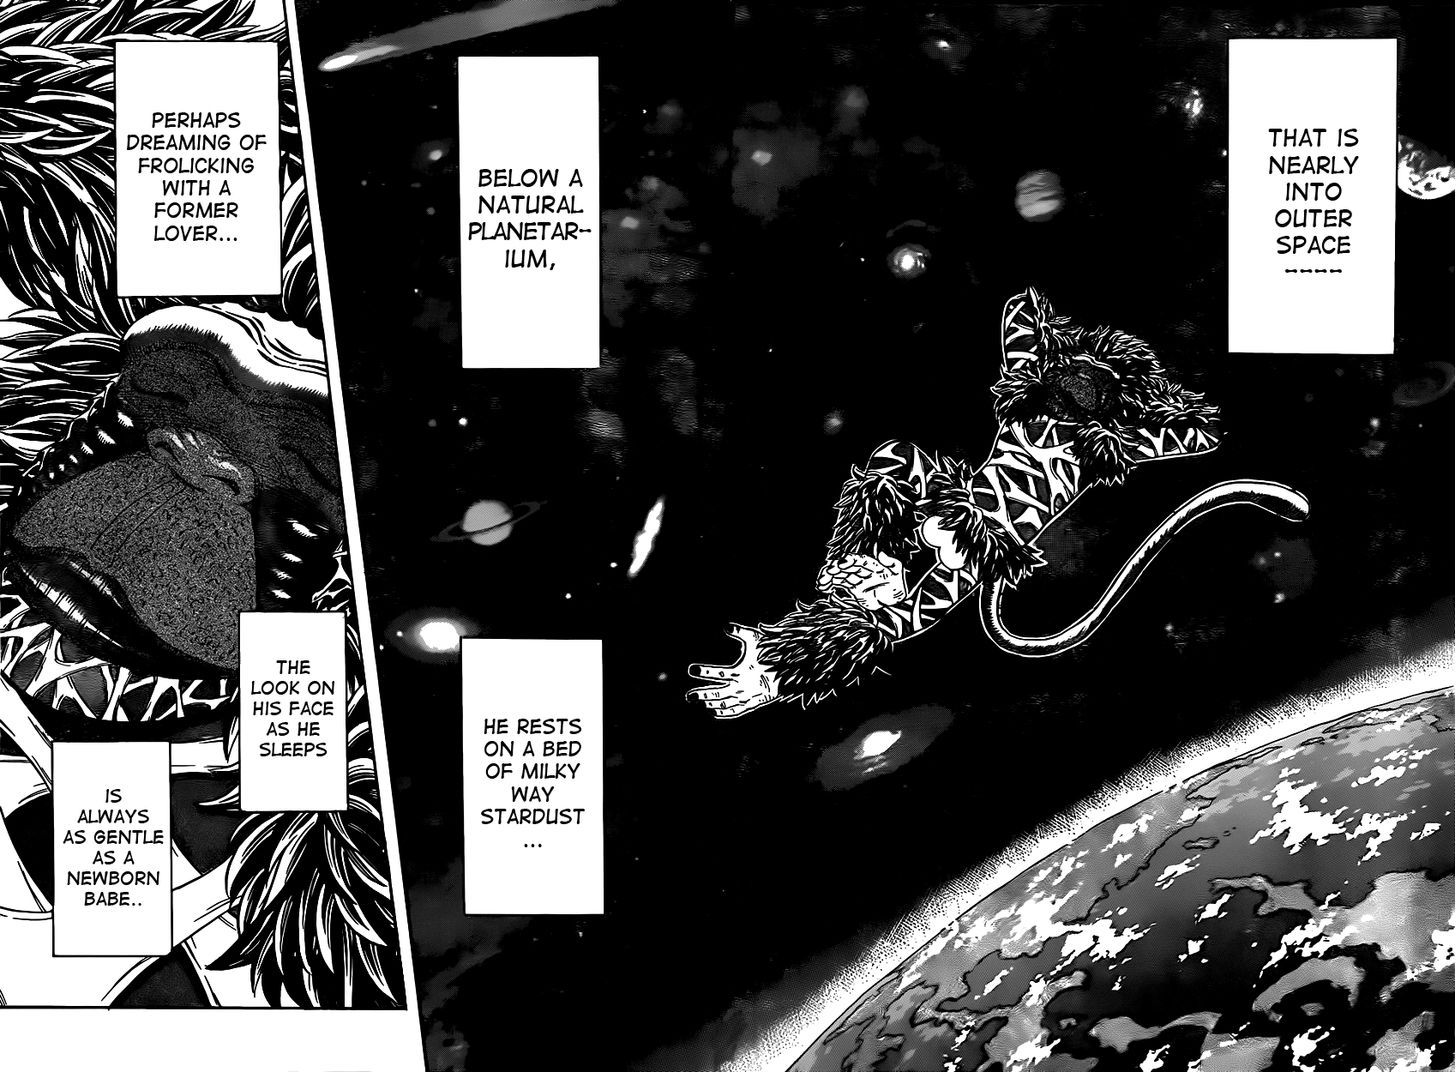 THAT IS
NEARLY
INTO
OUTER
SPACE
----
BELOW A
NATURAL
PLANETAR-
IUM,
HE RESTS
ON A BED
OF MILKY
WAY
STARDUST
...
PERHAPS
DREAMING OF
FROLICKING
WITH A
FORMER
LOVER...
THE
LOOK ON
HIS FACE
AS HE
SLEEPS
IS
ALWAYS
AS GENTLE
AS A
NEWBORN
BABE..